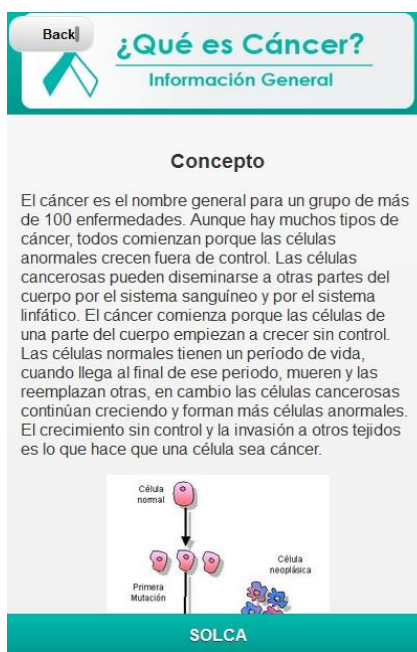 Back
¿Qué es Cáncer?
Información General
Concepto
El cáncer es el nombre general para un grupo de más
de 100 enfermedades. Aunque hay muchos tipos de
cáncer, todos comienzan porque las células
anormales crecen fuera de control. Las células
cancerosas pueden diseminarse a otras partes del
cuerpo por el sistema sanguíneo y por el sistema
linfático. El cáncer comienza porque las células de
una parte del cuerpo empiezan a crecer sin control.
Las células normales tienen un período de vida,
cuando llega al final de ese periodo, mueren y las
reemplazan otras, en cambio las células cancerosas
continúan creciendo y forman más células anormales.
El crecimiento sin control y la invasión a otros tejidos
es lo que hace que una célula sea cáncer.
Célula
normal
Célula
neoplásica
Primera
Mutación
SOLCA